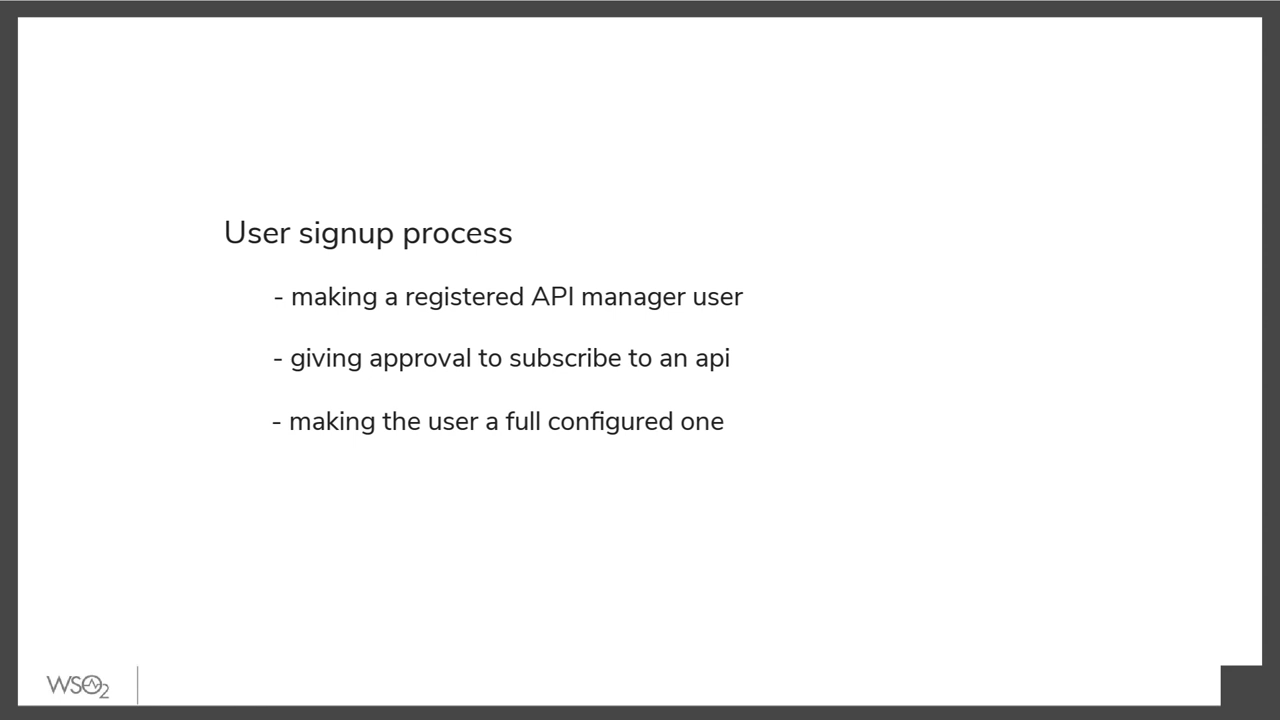 User signup process
- making a registered API manager user
- giving approval to subscribe to an api
- making the user a full configured one
WSO2